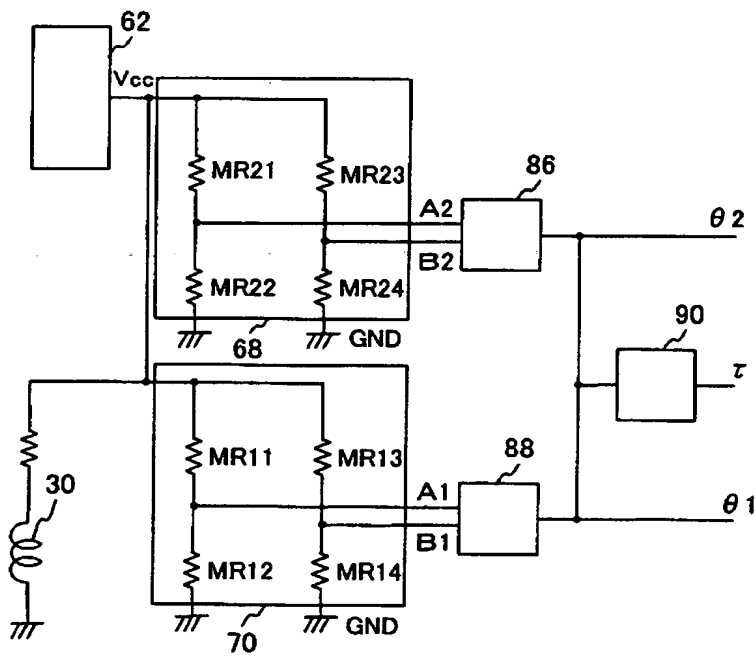 62
Vcc
MR21
MR23
A2
86
θ2
B2
MR22
MR24
68
GND
90
τ
30
MR11
MR13
A1
88
θ1
B1
MR12
MR14
70
GND